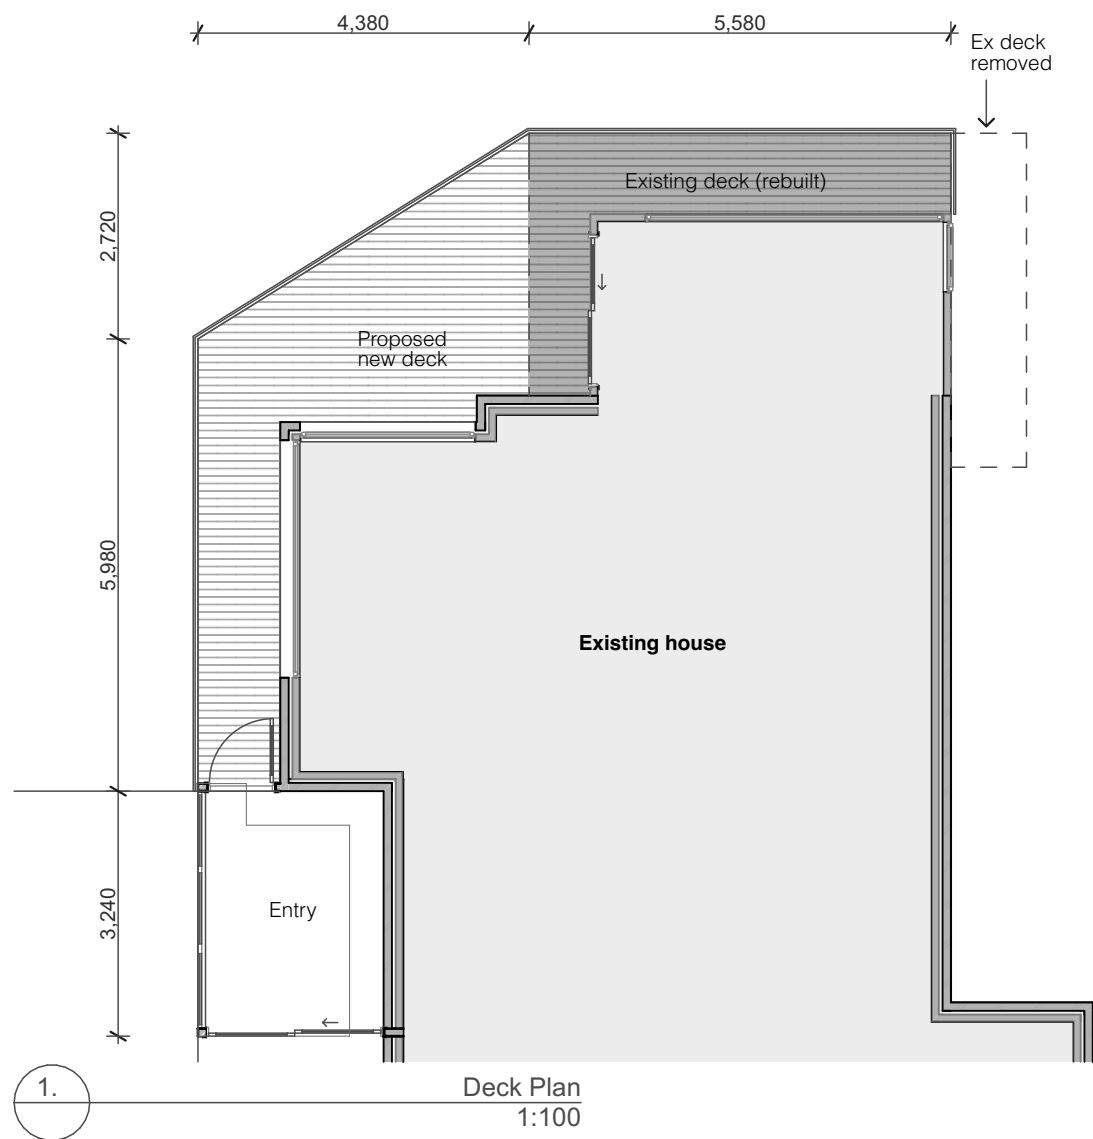 4,380
5,580
Ex deck
removed
Existing deck (rebuilt)
2,720
Proposed
new deck
5,980
Existing house
3,240
Entry
1.
Deck Plan
1:100